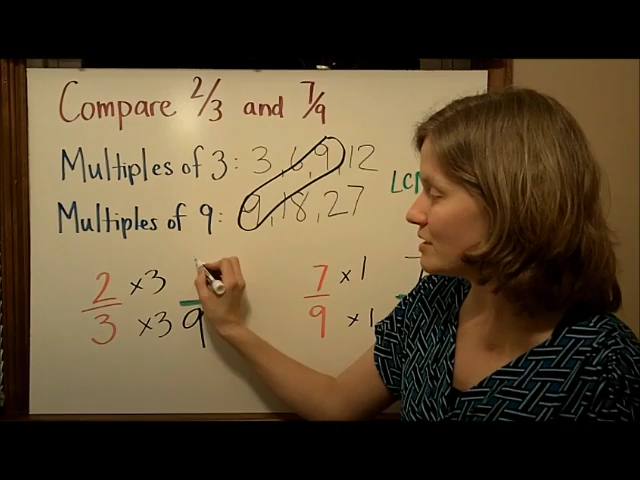 Compare 2/3 and 7/9
Multiples of 3: 3, 6, 9, 12
LC
Multiples of 9: 9, 18, 27
2 ×3 7 ×1
3 ×3 9 9 ×1